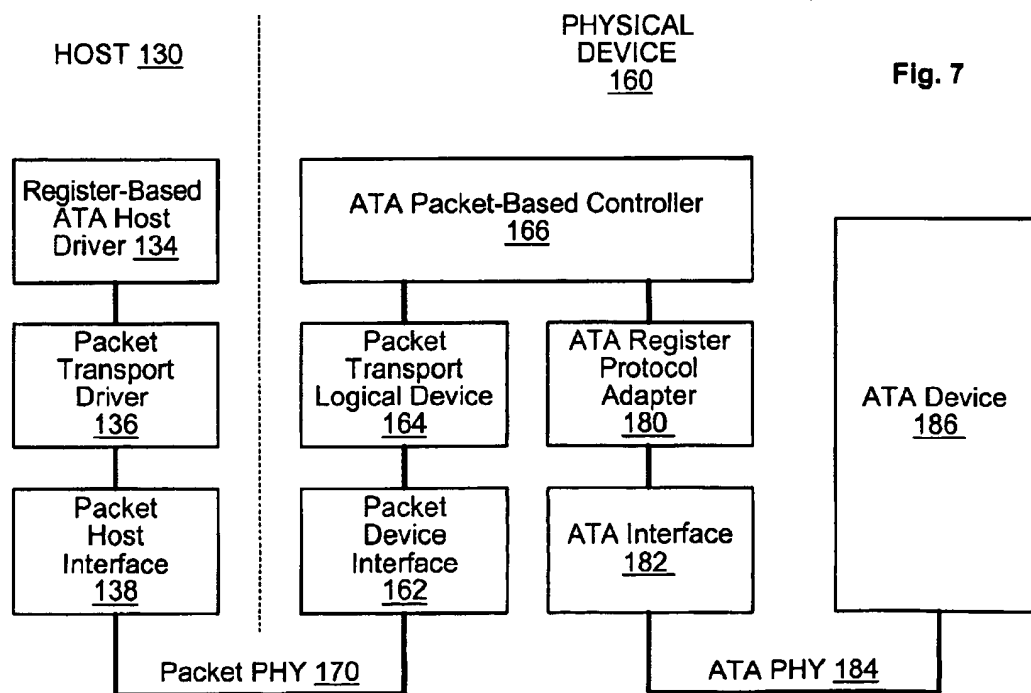 HOST 130
PHYSICAL
DEVICE
160
Fig. 7
Register-Based
ATA Host
Driver 134
ATA Packet-Based Controller
166
Packet
Transport
Driver
136
Packet
Transport
Logical Device
164
ATA Register
Protocol
Adapter
180
ATA Device
186
Packet
Host
Interface
138
Packet
Device
Interface
162
ATA Interface
182
Packet PHY 170
ATA PHY 184